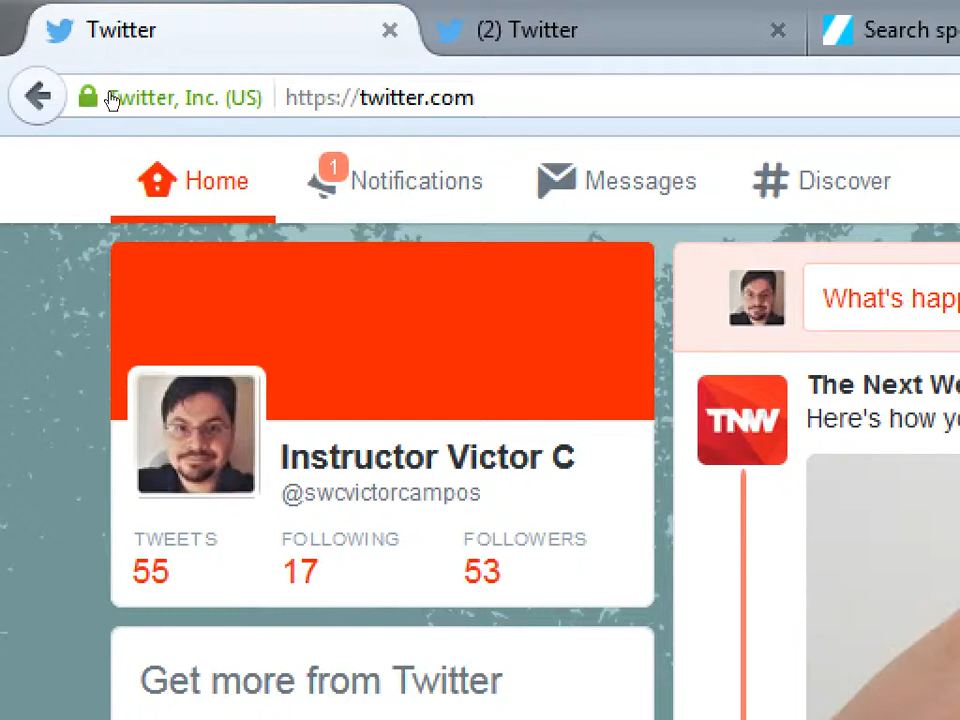 Twitter
(2) Twitter
Search sp
Twitter, Inc. (US)
https://twitter.com
Home
1
Notifications
Messages
Discover
What's happ
TNW
The Next We
Here's how yo
Instructor Victor C
@swcvictorcampos
TWEETS FOLLOWING FOLLOWERS
55 17 53
Get more from Twitter